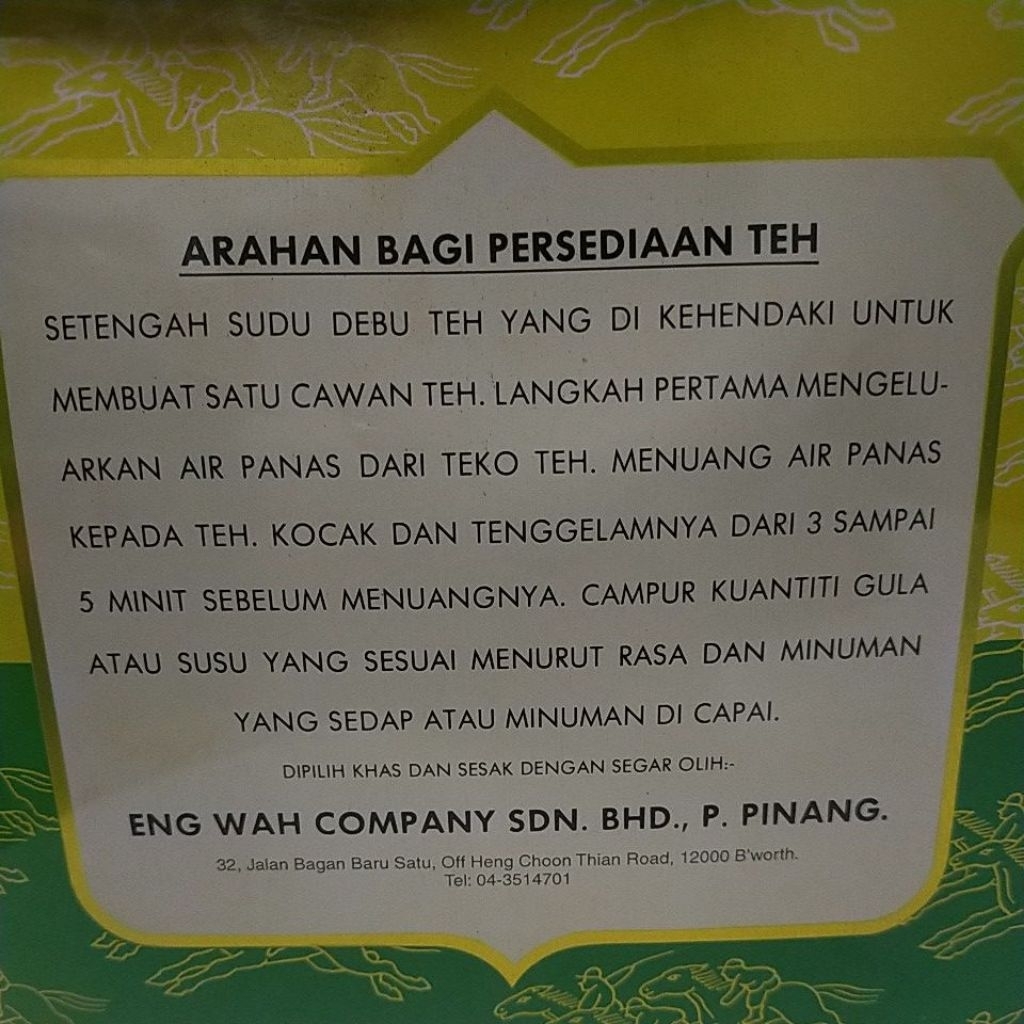 ARAHAN BAGI PERSEDIAAN TEH
SETENGAH SUDU DEBU TEH YANG DI KEHENDAKI UNTUK
MEMBUAT SATU CAWAN TEH. LANGKAH PERTAMA MENGELU-
ARKAN AIR PANAS DARI TEKO TEH. MENUANG AIR PANAS
KEPADA TEH. KOCAK DAN TENGGELAMNYA DARI 3 SAMPAI
5 MINIT SEBELUM MENUANGNYA. CAMPUR KUANTITI GULA
ATAU SUSU YANG SESUAI MENURUT RASA DAN MINUMAN
YANG SEDAP ATAU MINUMAN DI CAPAI.
DIPILIH KHAS DAN SESAK DENGAN SEGAR OLIH:-
ENG WAH COMPANY SDN. BHD., P. PINANG.
32, Jalan Bagan Baru Satu, Off Heng Choon Thian Road, 12000 B'worth.
Tel: 04-3514701